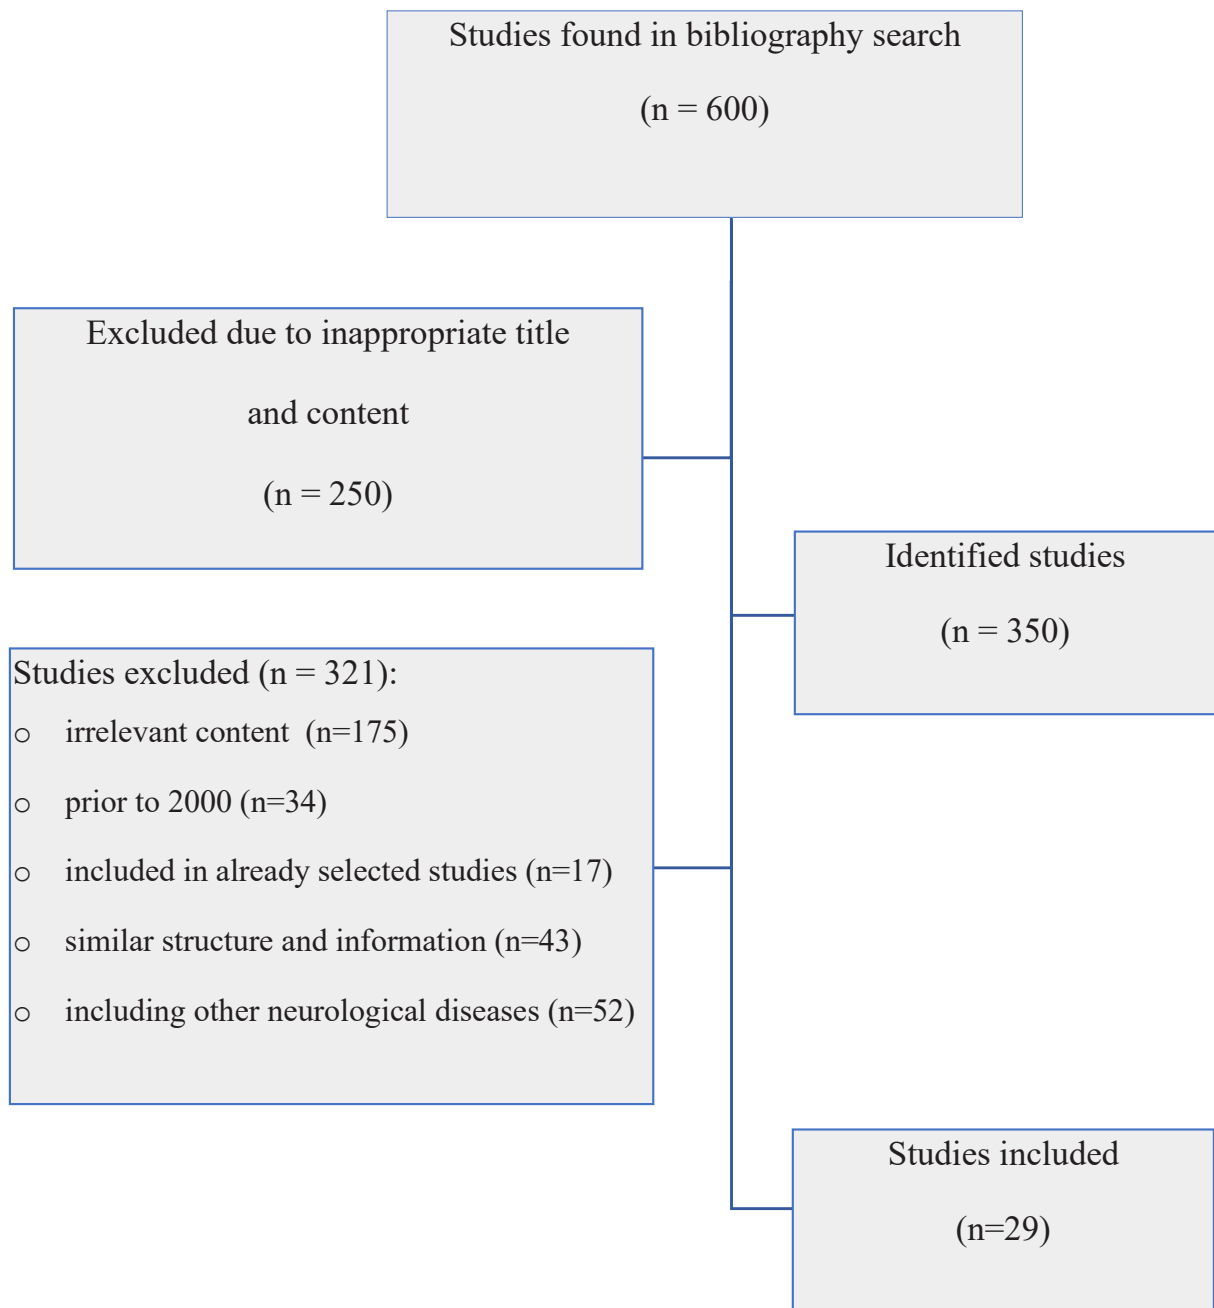 Studies found in bibliography search
(n = 600)
Excluded due to inappropriate title
and content
(n = 250)
Identified studies
(n = 350)
Studies excluded (n = 321):
o irrelevant content (n=175)
o prior to 2000 (n=34)
o included in already selected studies (n=17)
o similar structure and information (n=43)
o including other neurological diseases (n=52)
Studies included
(n=29)